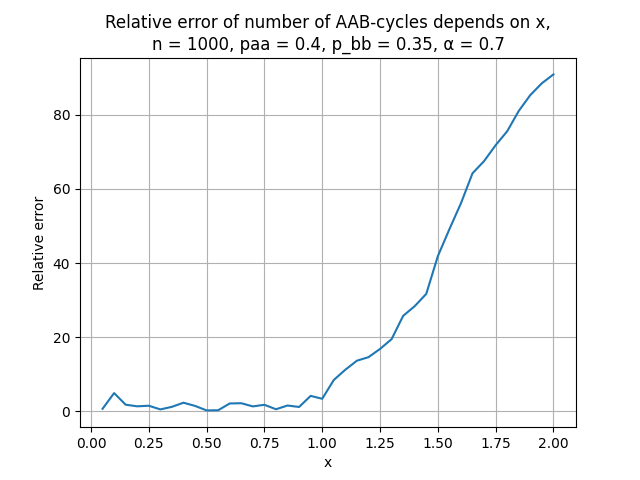 Relative error of number of AAB-cycles depends on x,
n = 1000, paa = 0.4, p_bb = 0.35, α = 0.7
Relative error
80
60
40
20
0
0.00 0.25 0.50 0.75 1.00 1.25 1.50 1.75 2.00
x